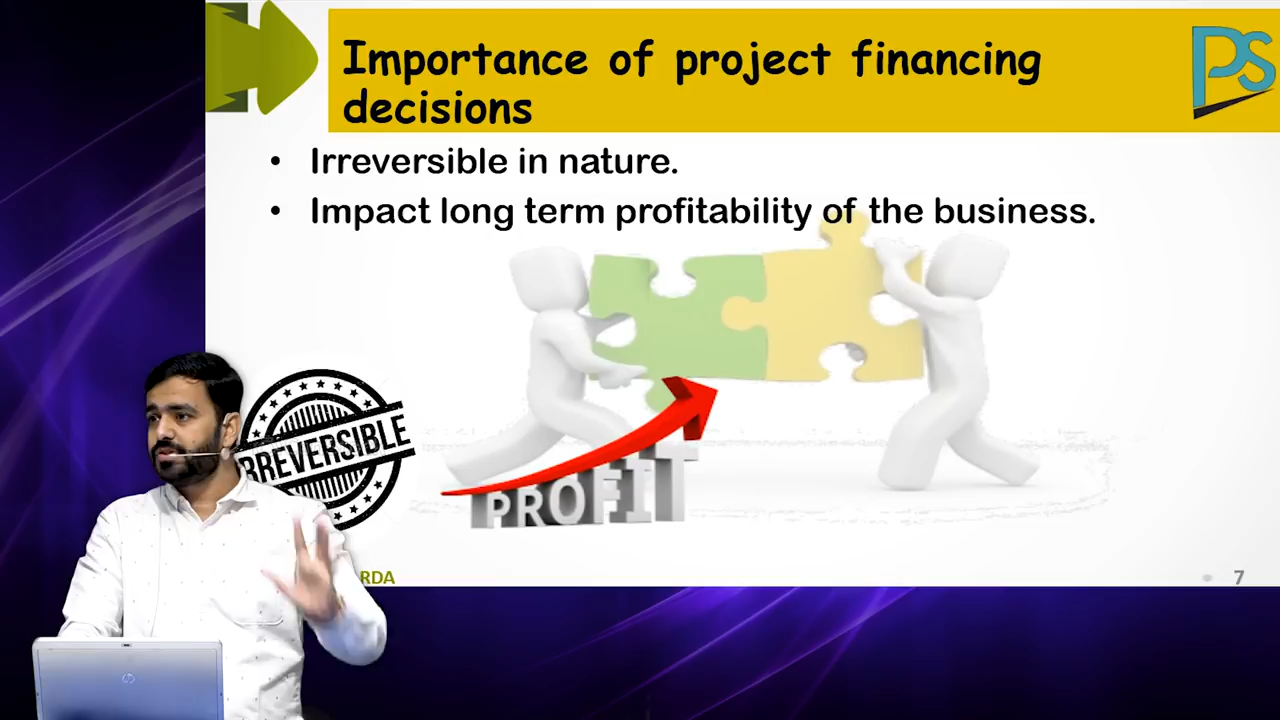 Importance of project financing
decisions
PS
• Irreversible in nature.
• Impact long term profitability of the business.
IRREVERSIBLE
PROFIT
RDA
7
hp